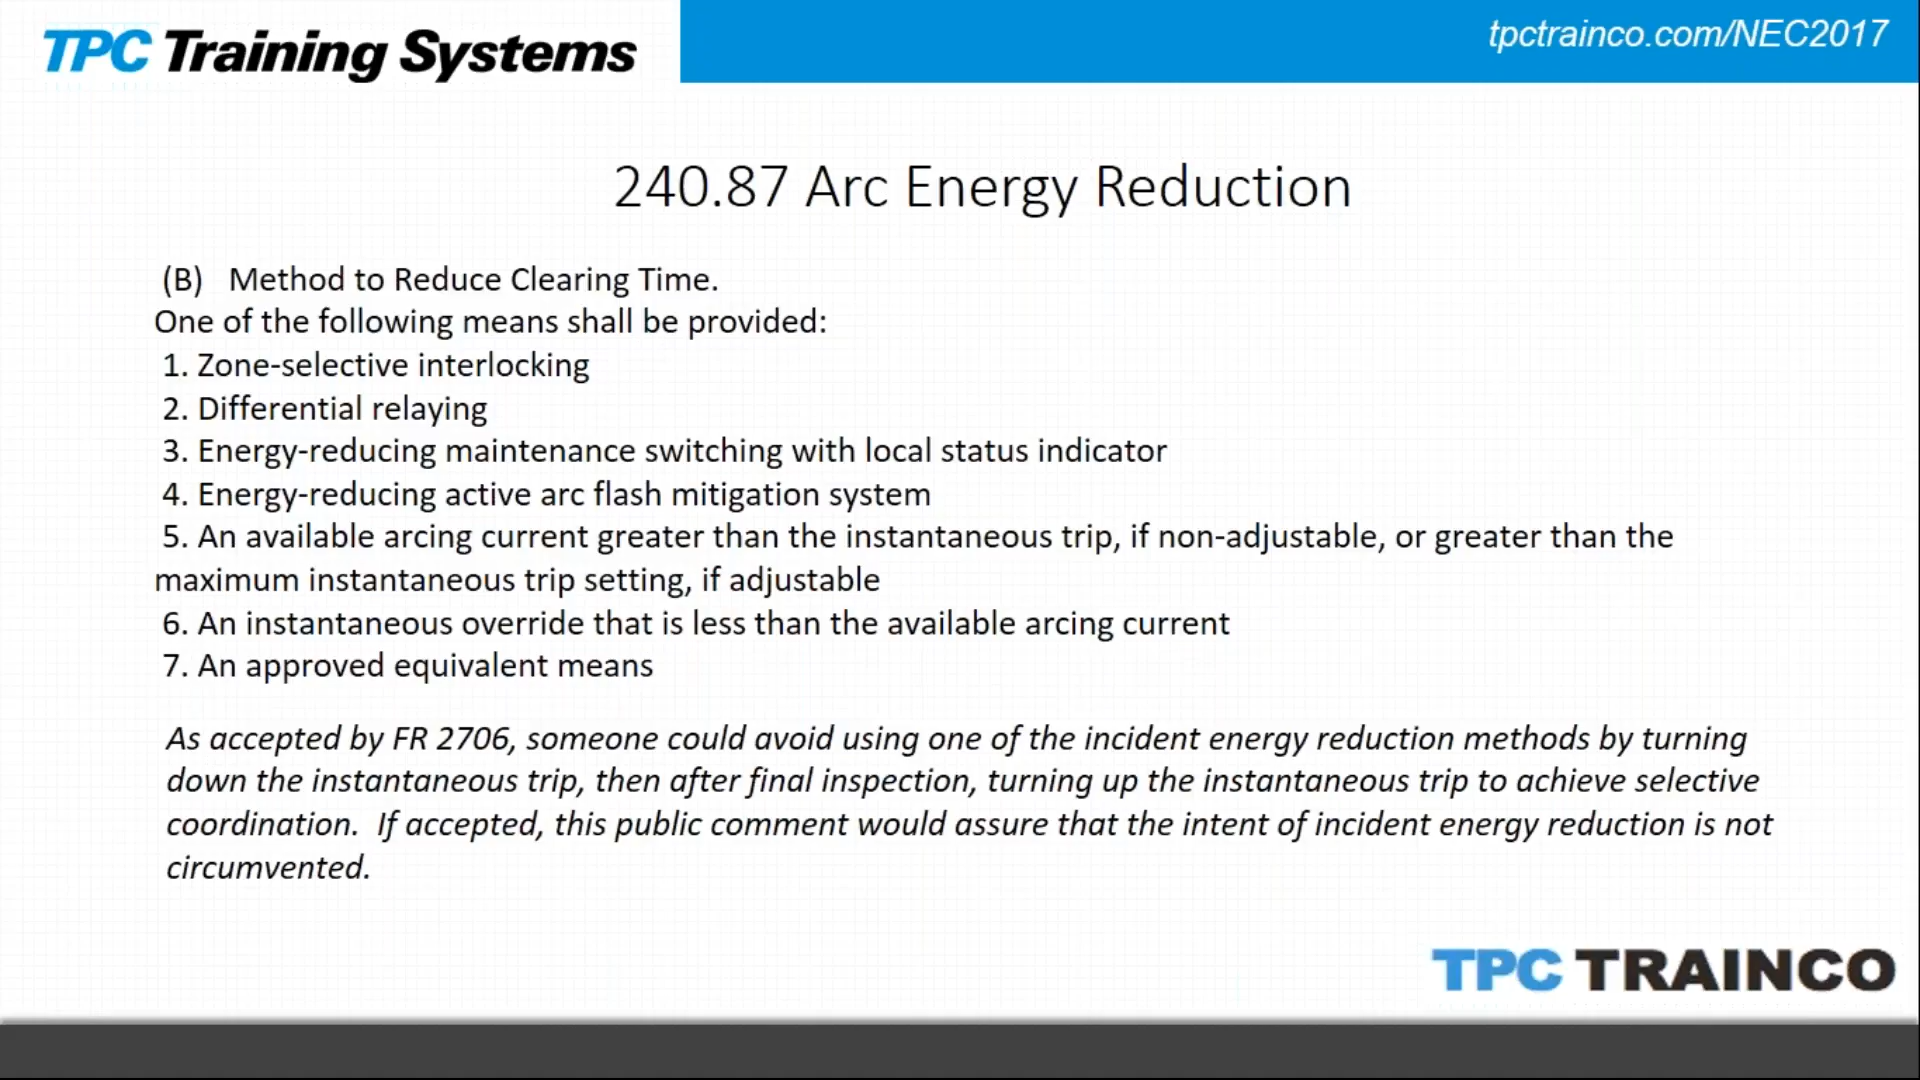 TPC Training Systems
tpctrainco.com/NEC2017
240.87 Arc Energy Reduction
(B) Method to Reduce Clearing Time.
One of the following means shall be provided:
1. Zone-selective interlocking
2. Differential relaying
3. Energy-reducing maintenance switching with local status indicator
4. Energy-reducing active arc flash mitigation system
5. An available arcing current greater than the instantaneous trip, if non-adjustable, or greater than the
maximum instantaneous trip setting, if adjustable
6. An instantaneous override that is less than the available arcing current
7. An approved equivalent means
As accepted by FR 2706, someone could avoid using one of the incident energy reduction methods by turning
down the instantaneous trip, then after final inspection, turning up the instantaneous trip to achieve selective
coordination. If accepted, this public comment would assure that the intent of incident energy reduction is not
circumvented.
TPC TRAINCO